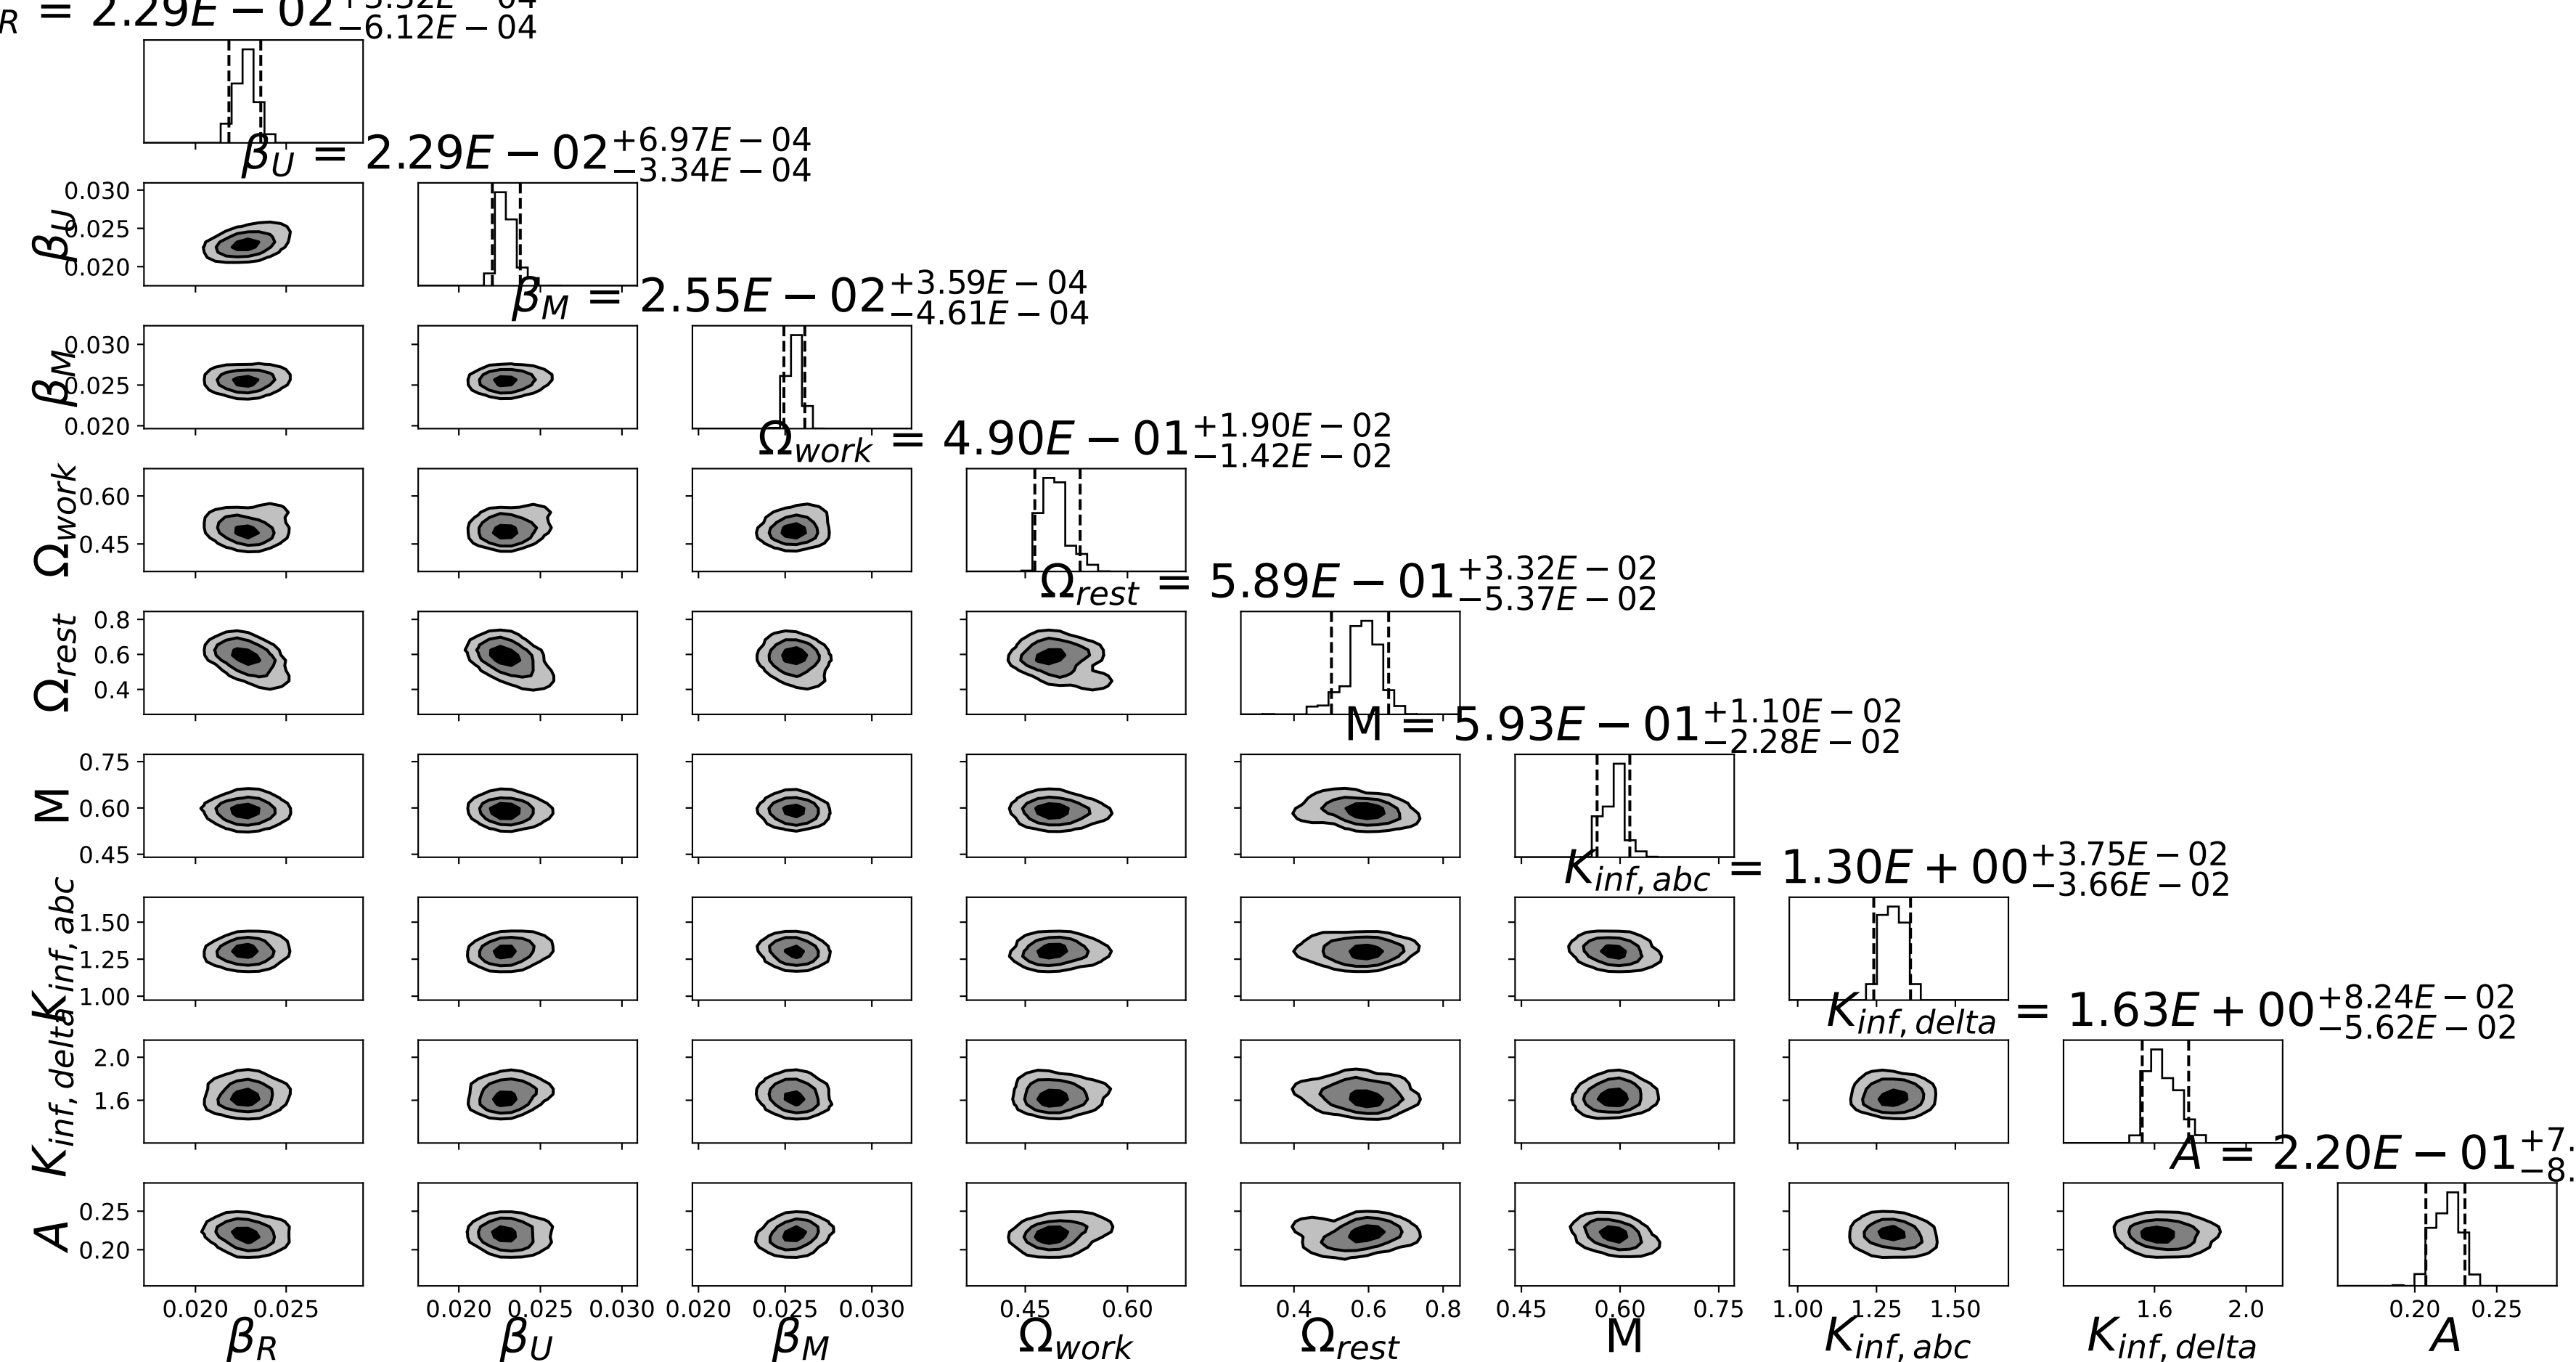 R = 2.29E − 02 −6.12E − 04
β_U = 2.29E − 02 +6.97E − 04 −3.34E − 04
0.030
β_U 0.025
0.020
β_M = 2.55E − 02 +3.59E − 04 −4.61E − 04
0.030
β_M 0.025
0.020
Ω_work = 4.90E − 01 +1.90E − 02 −1.42E − 02
Ω_work 0.60
0.45
Ω_rest = 5.89E − 01 +3.32E − 02 −5.37E − 02
0.8
Ω_rest 0.6
0.4
M = 5.93E − 01 +1.10E − 02 −2.28E − 02
0.75
M 0.60
0.45
K_inf,abc = 1.30E + 00 +3.75E − 02 −3.66E − 02
1.50
K_inf,abc 1.25
1.00
K_inf,delta = 1.63E + 00 +8.24E − 02 −5.62E − 02
2.0
K_inf,delta 1.6
A = 2.20E − 01 +7. −8.
0.25
A 0.20
0.020 0.025 0.020 0.025 0.030 0.020 0.025 0.030 0.45 0.60 0.4 0.6 0.8 0.45 0.60 0.75 1.00 1.25 1.50 1.6 2.0 0.20 0.25
β_R β_U β_M Ω_work Ω_rest M K_inf,abc K_inf,delta A